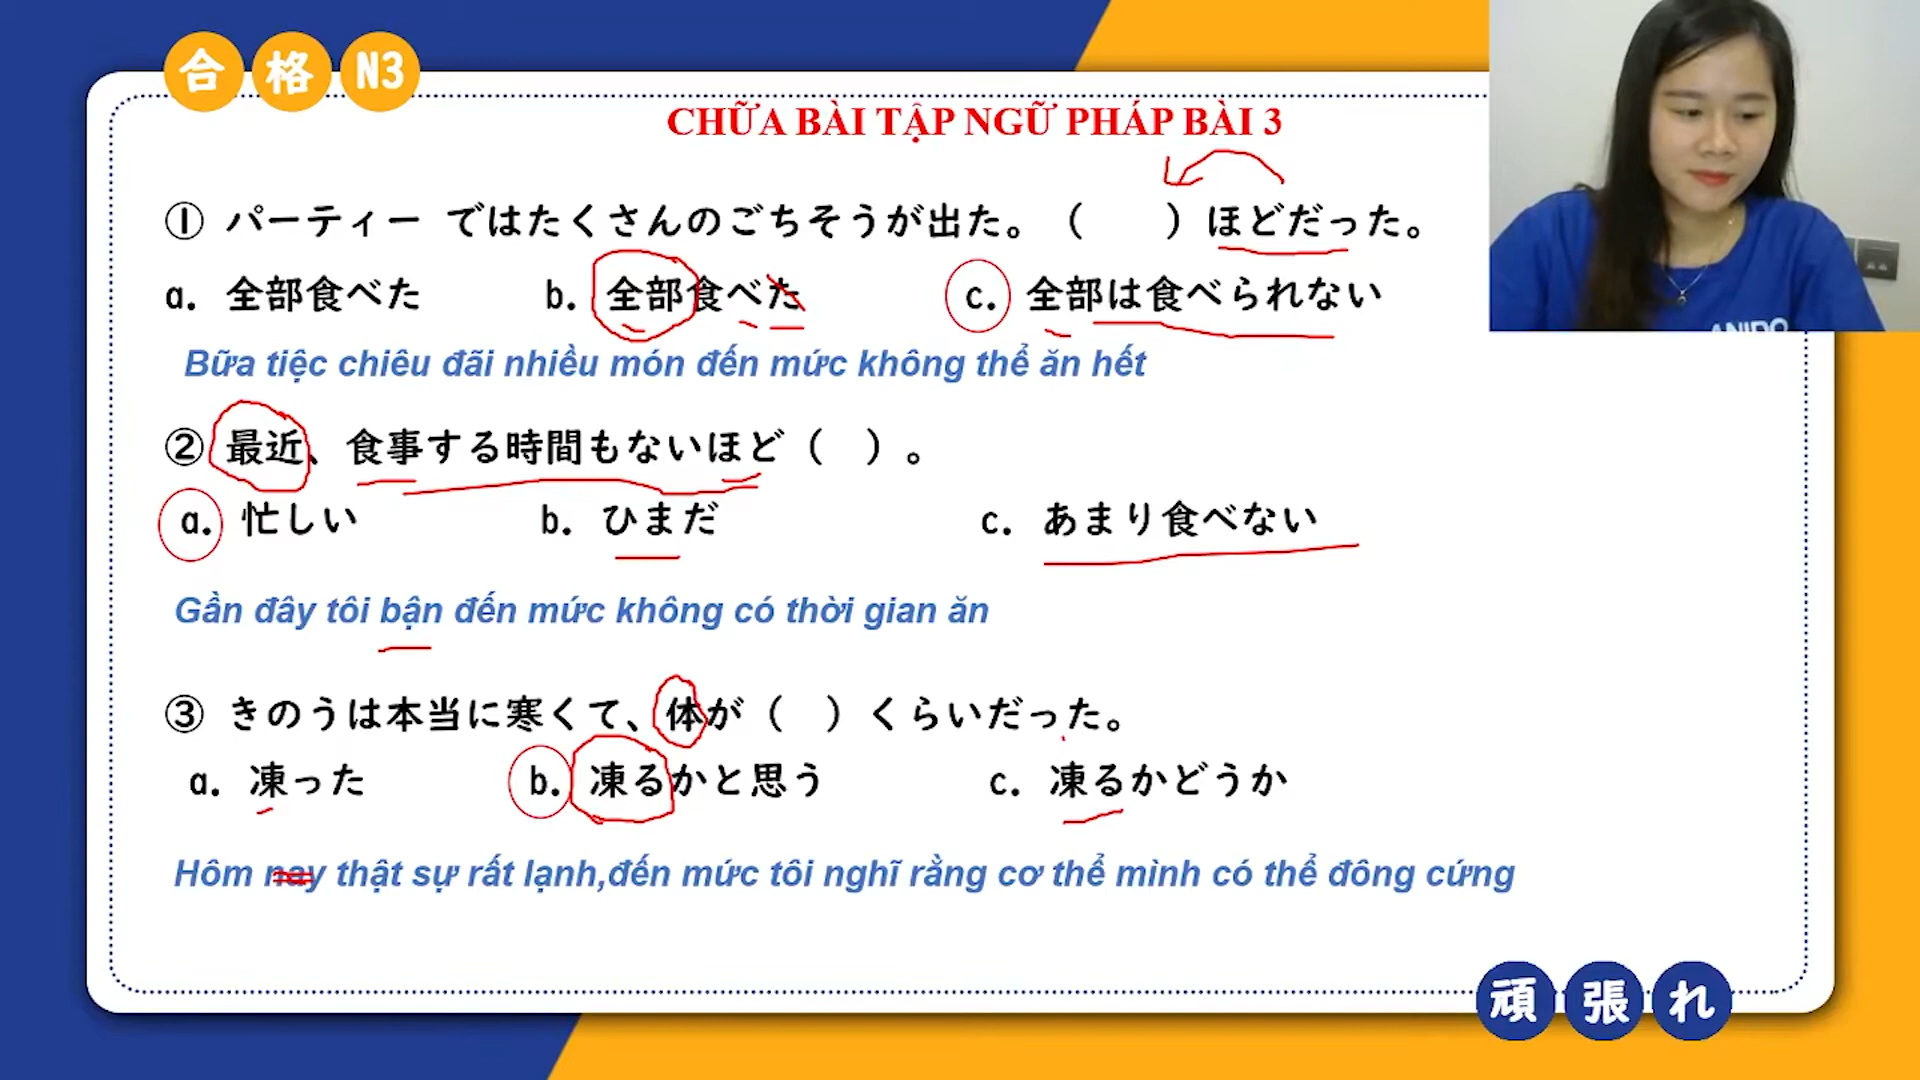 合格N3
CHỮA BÀI TẬP NGỮ PHÁP BÀI 3
① パーティー ではたくさんのごちそうが出た。（　　）ほどだった。
a. 全部食べた　b. 全部食べた　c. 全部は食べられない
Bữa tiệc chiêu đãi nhiều món đến mức không thể ăn hết
② 最近、食事する時間もないほど（　）。
a. 忙しい　b. ひまだ　c. あまり食べない
Gần đây tôi bận đến mức không có thời gian ăn
③ きのうは本当に寒くて、体が（　）くらいだった。
a. 凍った　b. 凍るかと思う　c. 凍るかどうか
Hôm nay thật sự rất lạnh,đến mức tôi nghĩ rằng cơ thể mình có thể đông cứng
頑張れ